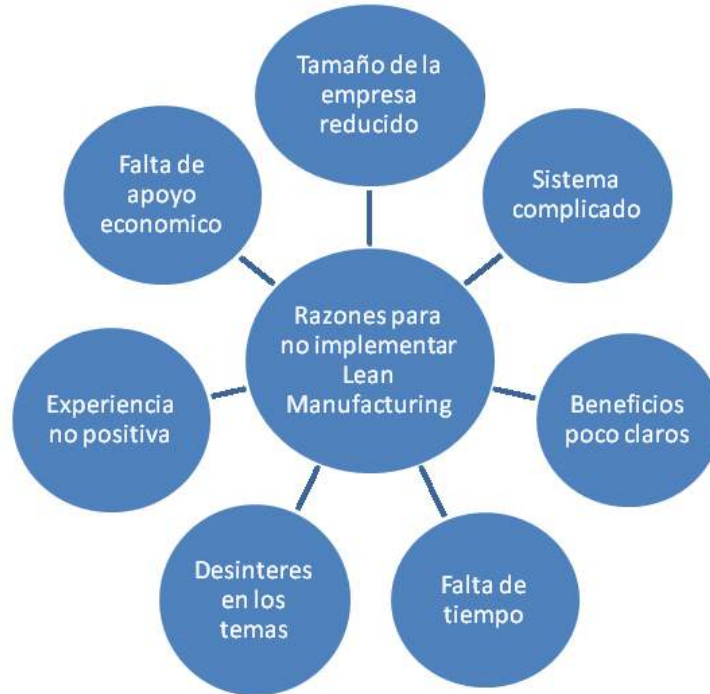 Tamaño de la
empresa
reducido
Sistema
complicado
Beneficios
poco claros
Falta de
tiempo
Desinteres
en los
temas
Experiencia
no positiva
Falta de
apoyo
economico
Razones para
no implementar
Lean
Manufacturing